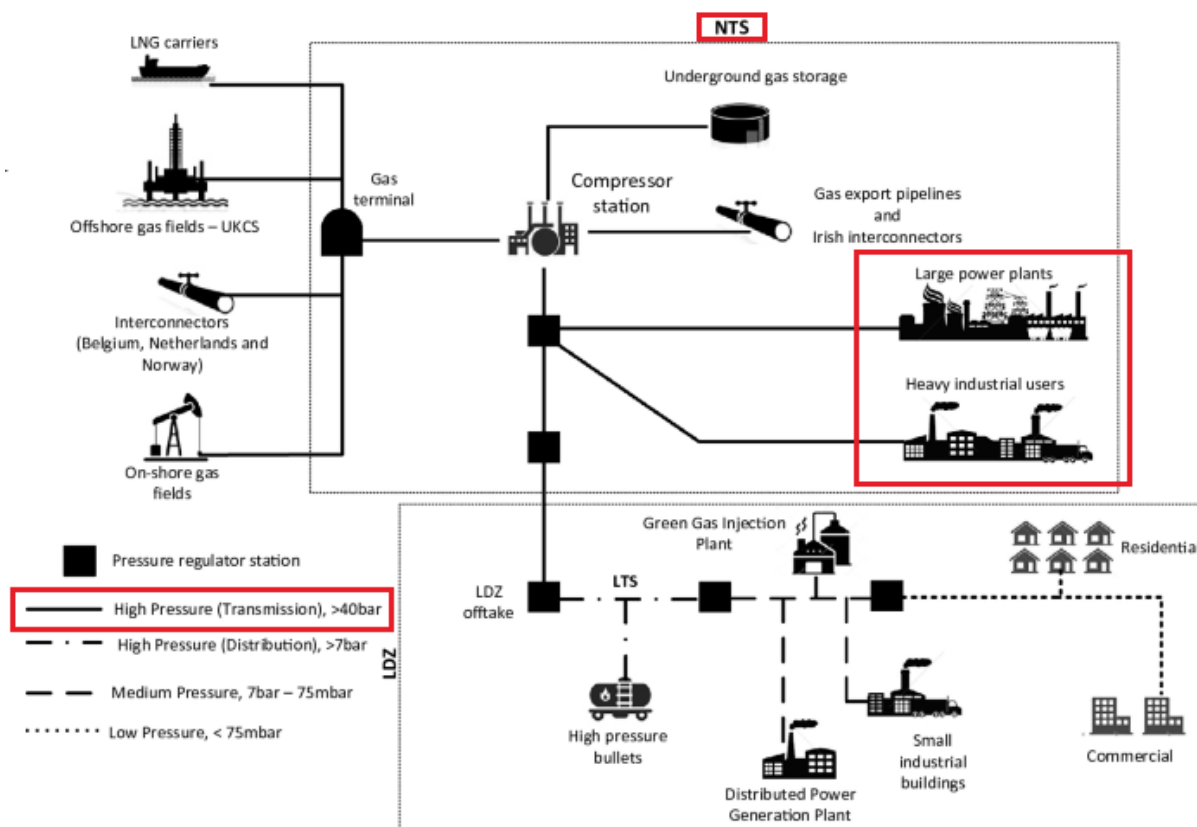 NTS
LNG carriers
Underground gas storage
Gas
terminal
Compressor
station
Offshore gas fields – UKCS
Gas export pipelines
and
Irish interconnectors
Large power plants
Interconnectors
(Belgium, Netherlands and
Norway)
Heavy industrial users
On-shore gas
fields
Green Gas Injection
Plant
Residential
Pressure regulator station
LDZ
offtake
LTS
High Pressure (Transmission), >40bar
High Pressure (Distribution), >7bar
LDZ
Medium Pressure, 7bar – 75mbar
Low Pressure, < 75mbar
High pressure
bullets
Small
industrial
buildings
Commercial
Distributed Power
Generation Plant